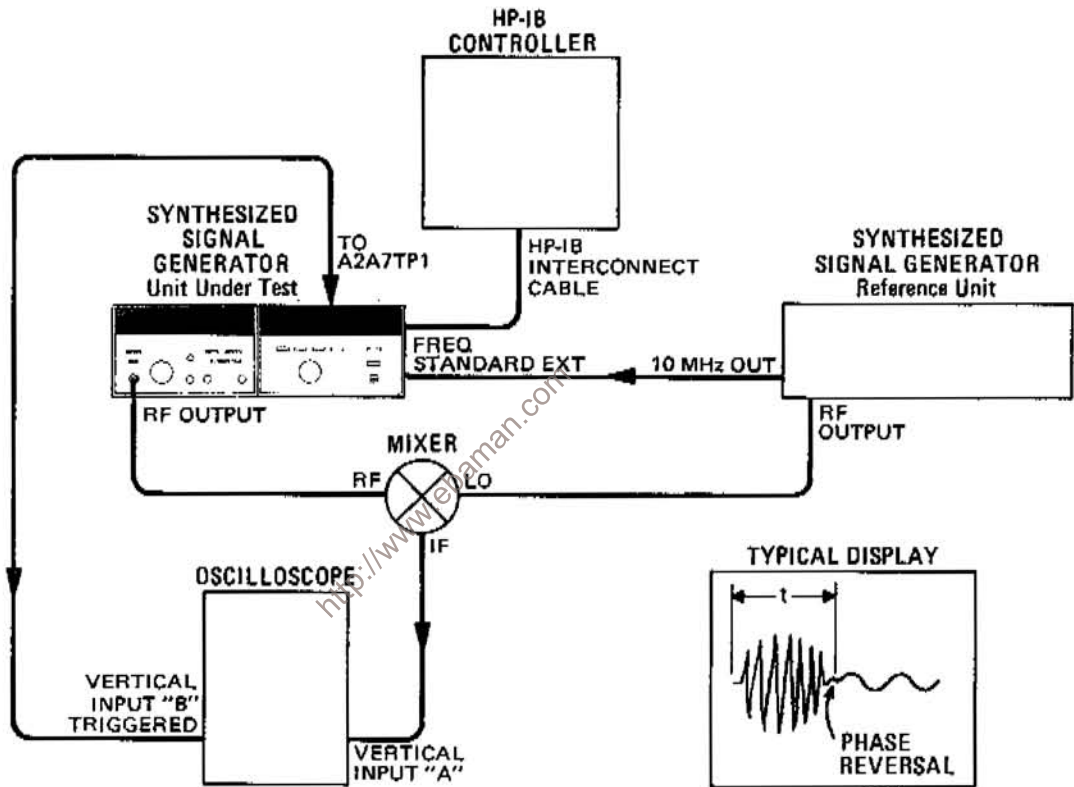 HP-IB
CONTROLLER
SYNTHESIZED
SIGNAL
GENERATOR
Unit Under Test
TO
A2A7TP1
HP-IB
INTERCONNECT
CABLE
SYNTHESIZED
SIGNAL GENERATOR
Reference Unit
FREQ
STANDARD EXT
10 MHz OUT
RF OUTPUT
RF
OUTPUT
MIXER
RF
LO
IF
http://www.ebaman.com
OSCILLOSCOPE
VERTICAL
INPUT "B"
TRIGGERED
VERTICAL
INPUT "A"
TYPICAL DISPLAY
t
PHASE
REVERSAL